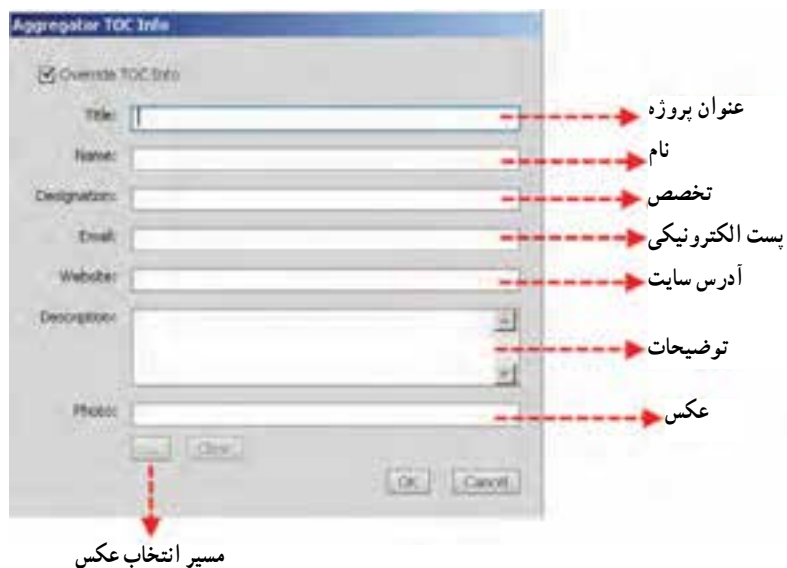 Aggregator TOC Info
Override TOC Info
Title: عنوان پروژه
Name: نام
Designation: تخصص
Email: پست الکترونیکی
Website: آدرس سایت
Description: توضیحات
Photo: عکس
... Clear
OK Cancel
مسیر انتخاب عکس